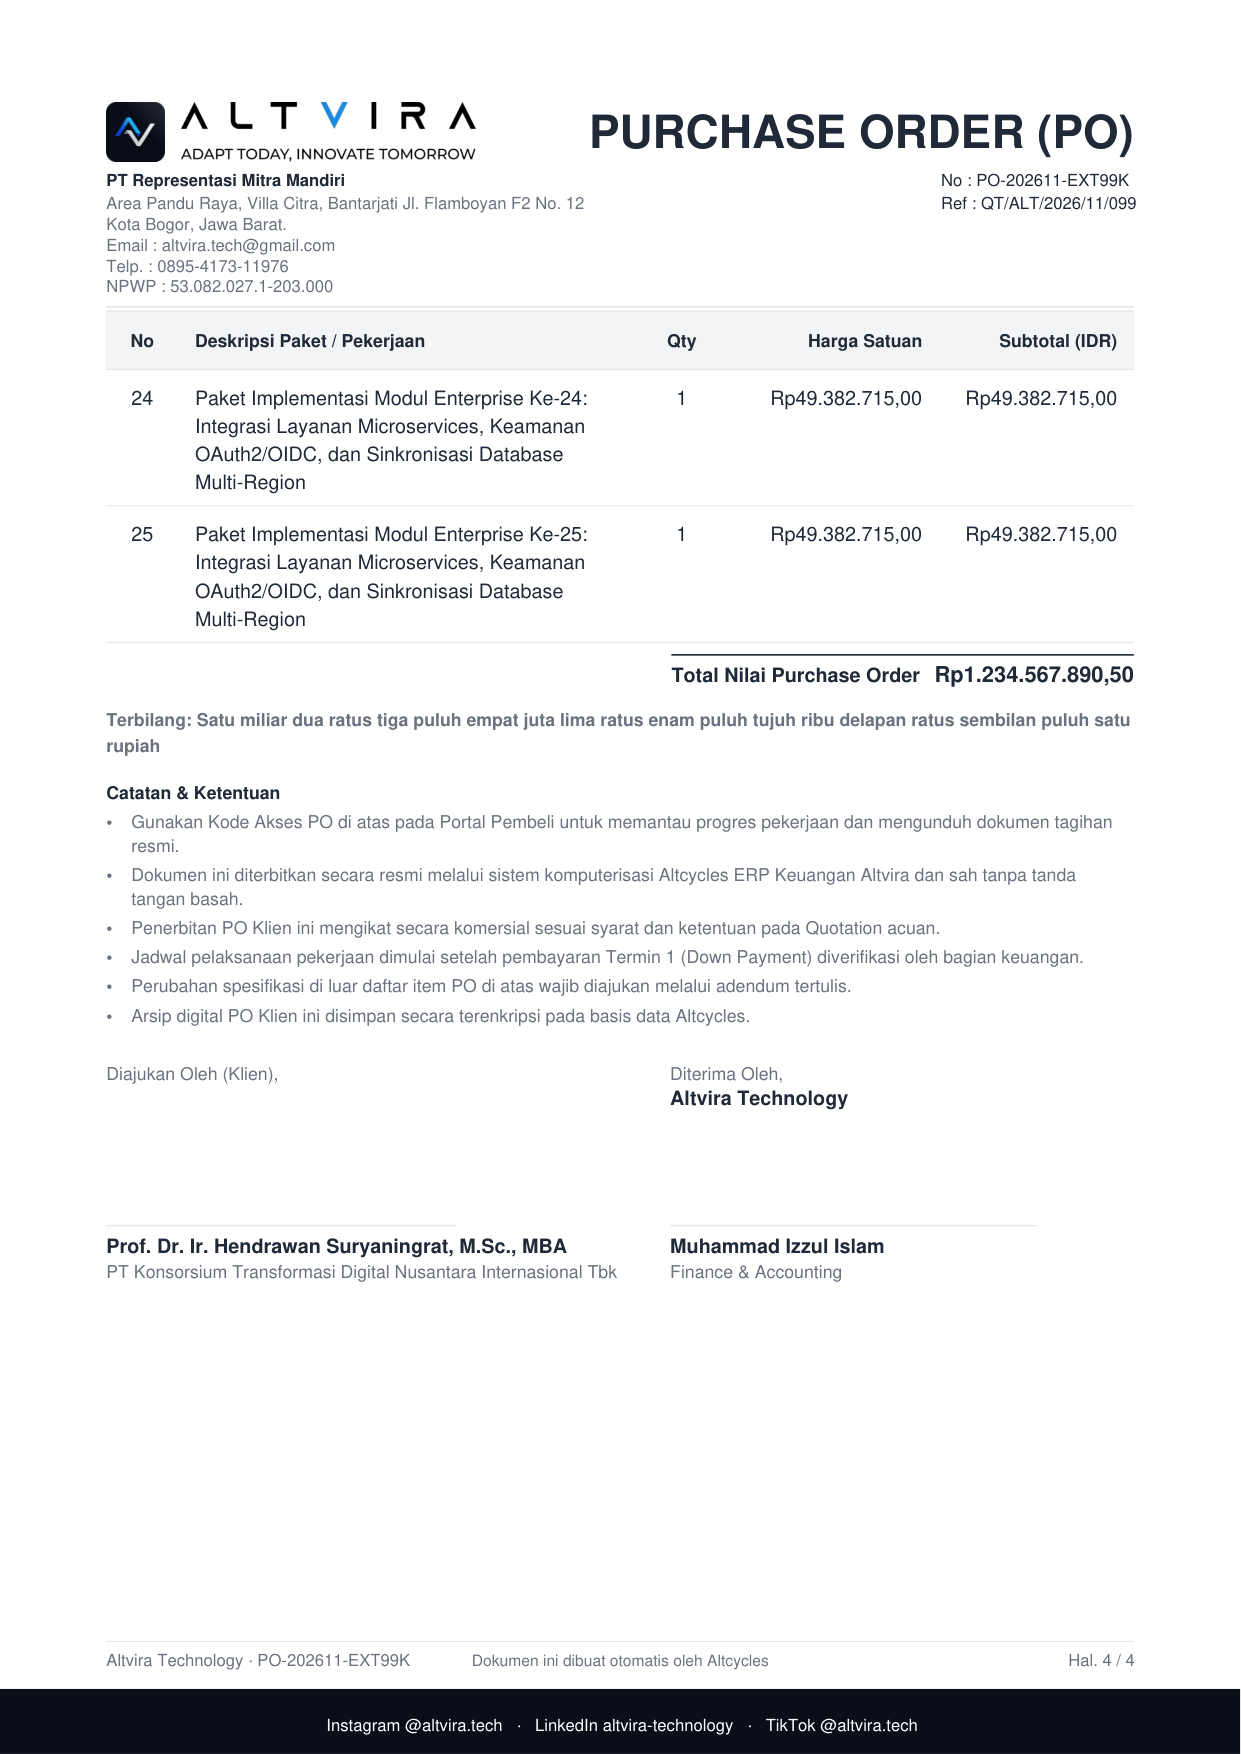 ALTVIRA
ADAPT TODAY, INNOVATE TOMORROW
PURCHASE ORDER (PO)
PT Representasi Mitra Mandiri
Area Pandu Raya, Villa Citra, Bantarjati Jl. Flamboyan F2 No. 12
Kota Bogor, Jawa Barat.
Email : altvira.tech@gmail.com
Telp. : 0895-4173-11976
NPWP : 53.082.027.1-203.000
No : PO-202611-EXT99K
Ref : QT/ALT/2026/11/099
No Deskripsi Paket / Pekerjaan Qty Harga Satuan Subtotal (IDR)
24 Paket Implementasi Modul Enterprise Ke-24: 1 Rp49.382.715,00 Rp49.382.715,00
Integrasi Layanan Microservices, Keamanan
OAuth2/OIDC, dan Sinkronisasi Database
Multi-Region
25 Paket Implementasi Modul Enterprise Ke-25: 1 Rp49.382.715,00 Rp49.382.715,00
Integrasi Layanan Microservices, Keamanan
OAuth2/OIDC, dan Sinkronisasi Database
Multi-Region
Total Nilai Purchase Order Rp1.234.567.890,50
Terbilang: Satu miliar dua ratus tiga puluh empat juta lima ratus enam puluh tujuh ribu delapan ratus sembilan puluh satu
rupiah
Catatan & Ketentuan
• Gunakan Kode Akses PO di atas pada Portal Pembeli untuk memantau progres pekerjaan dan mengunduh dokumen tagihan
resmi.
• Dokumen ini diterbitkan secara resmi melalui sistem komputerisasi Altcycles ERP Keuangan Altvira dan sah tanpa tanda
tangan basah.
• Penerbitan PO Klien ini mengikat secara komersial sesuai syarat dan ketentuan pada Quotation acuan.
• Jadwal pelaksanaan pekerjaan dimulai setelah pembayaran Termin 1 (Down Payment) diverifikasi oleh bagian keuangan.
• Perubahan spesifikasi di luar daftar item PO di atas wajib diajukan melalui adendum tertulis.
• Arsip digital PO Klien ini disimpan secara terenkripsi pada basis data Altcycles.
Diajukan Oleh (Klien),
Diterima Oleh,
Altvira Technology
Prof. Dr. Ir. Hendrawan Suryaningrat, M.Sc., MBA
PT Konsorsium Transformasi Digital Nusantara Internasional Tbk
Muhammad Izzul Islam
Finance & Accounting
Altvira Technology · PO-202611-EXT99K Dokumen ini dibuat otomatis oleh Altcycles Hal. 4 / 4
Instagram @altvira.tech · LinkedIn altvira-technology · TikTok @altvira.tech